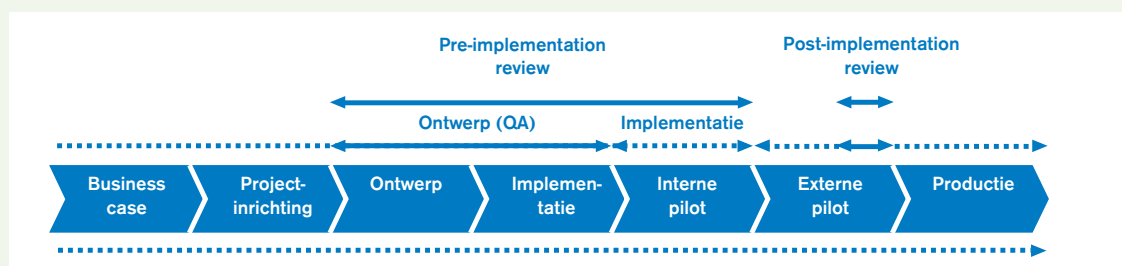 Pre-implementation
review
Post-implementation
review
Ontwerp (QA)
Implementatie
Business
case
Project-
inrichting
Ontwerp
Implemen-
tatie
Interne
pilot
Externe
pilot
Productie